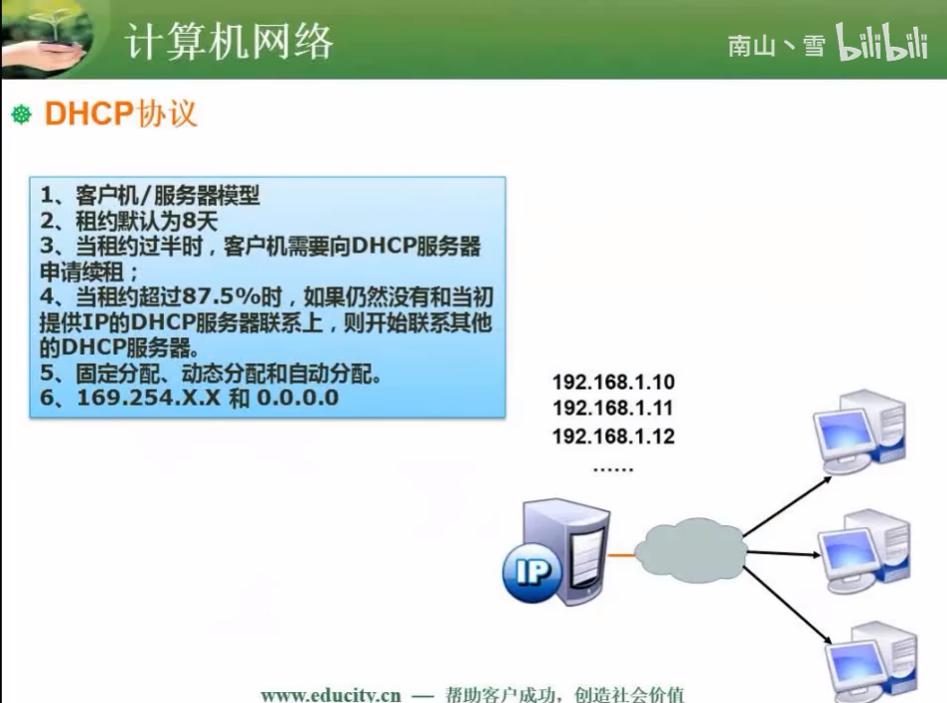 计算机网络
南山丶雪 bilibili
DHCP协议
1、客户机/服务器模型
2、租约默认为8天
3、当租约过半时，客户机需要向DHCP服务器
申请续租；
4、当租约超过87.5%时，如果仍然没有和当初
提供IP的DHCP服务器联系上，则开始联系其他
的DHCP服务器。
5、固定分配、动态分配和自动分配。
6、169.254.X.X 和 0.0.0.0
192.168.1.10
192.168.1.11
192.168.1.12
……
IP
www.educity.cn — 帮助客户成功，创造社会价值